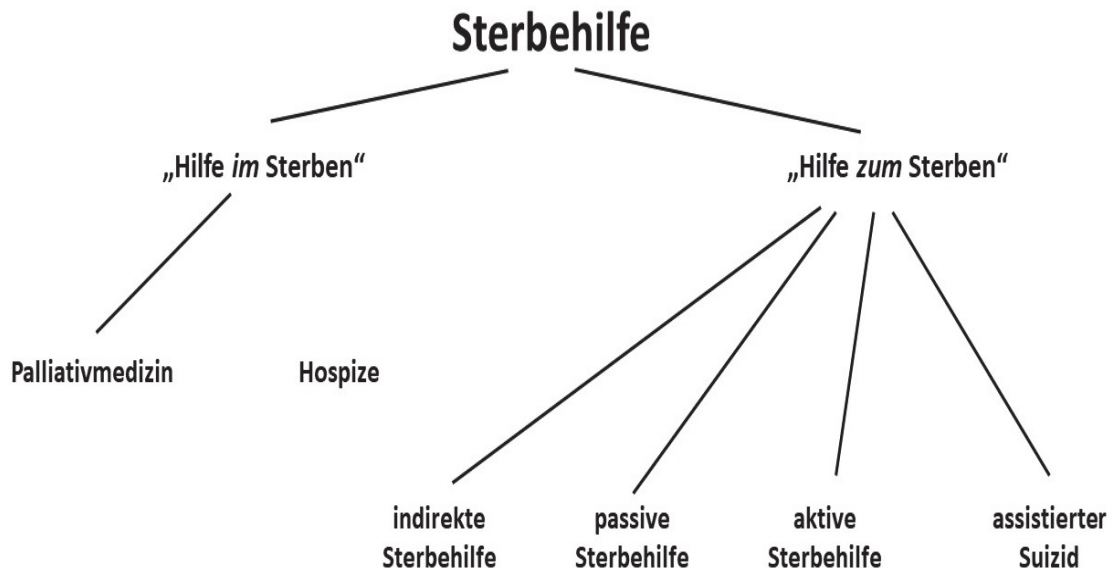 Sterbehilfe
„Hilfe im Sterben“
„Hilfe zum Sterben“
Palliativmedizin
Hospize
indirekte
Sterbehilfe
passive
Sterbehilfe
aktive
Sterbehilfe
assistierter
Suizid